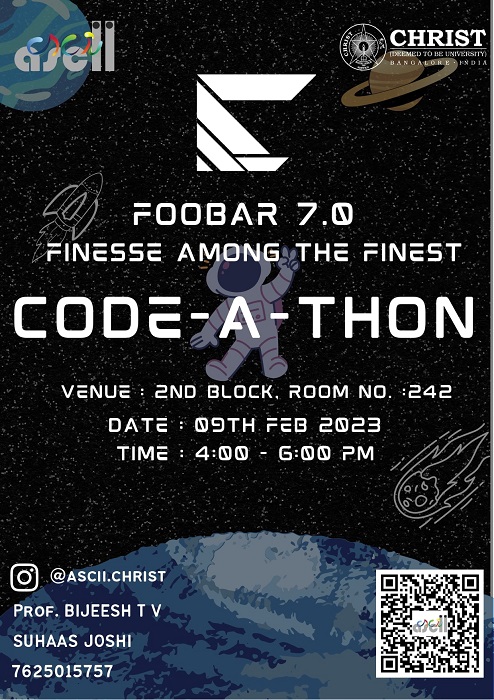 ascii
CHRIST
(DEEMED TO BE UNIVERSITY)
BANGALORE · INDIA
FOOBAR 7.0
FINESSE AMONG THE FINEST
CODE-A-THON
VENUE : 2ND BLOCK, ROOM NO. :242
DATE : 09TH FEB 2023
TIME : 4:00 - 6:00 PM
@ASCII.CHRIST
PROF. BIJEESH T V
SUHAAS JOSHI
7625015757
ascii